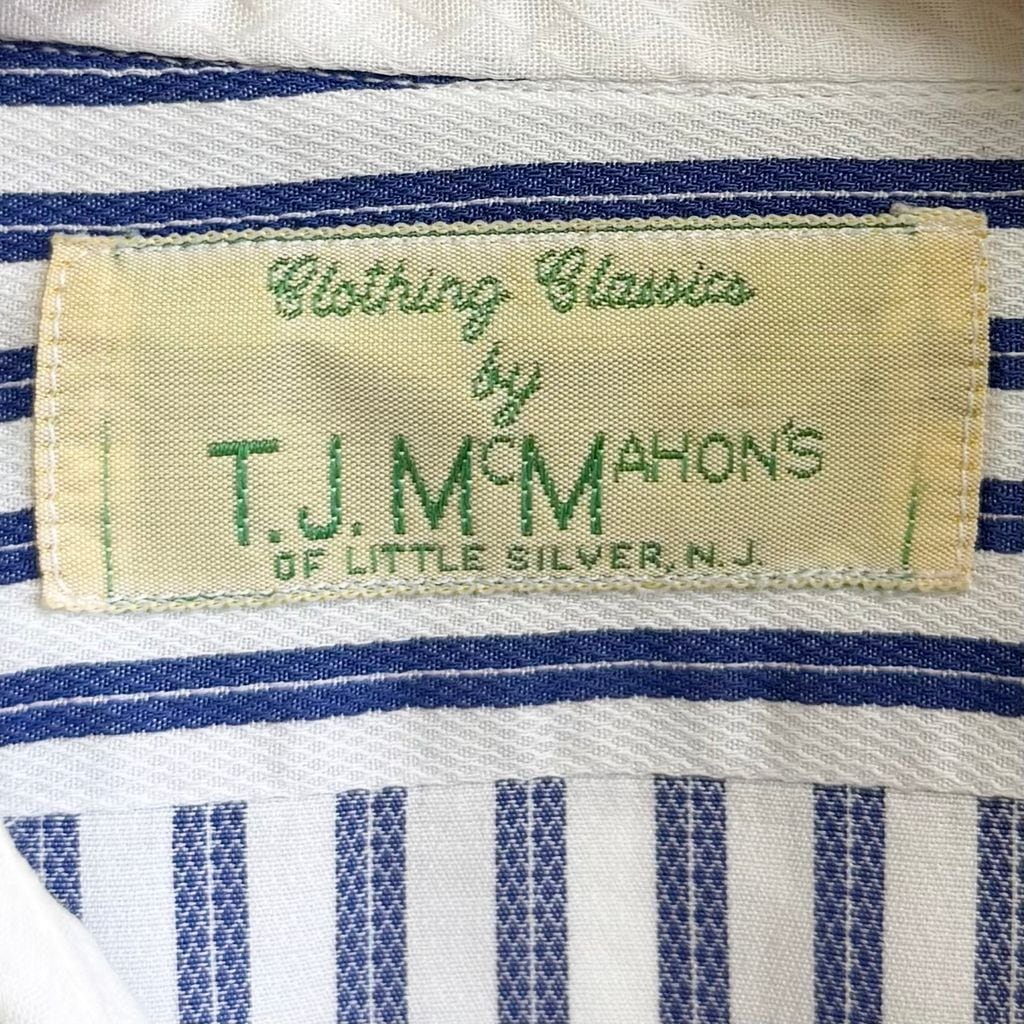 Clothing Classics
by
T.J. McMAHON'S
OF LITTLE SILVER, N.J.